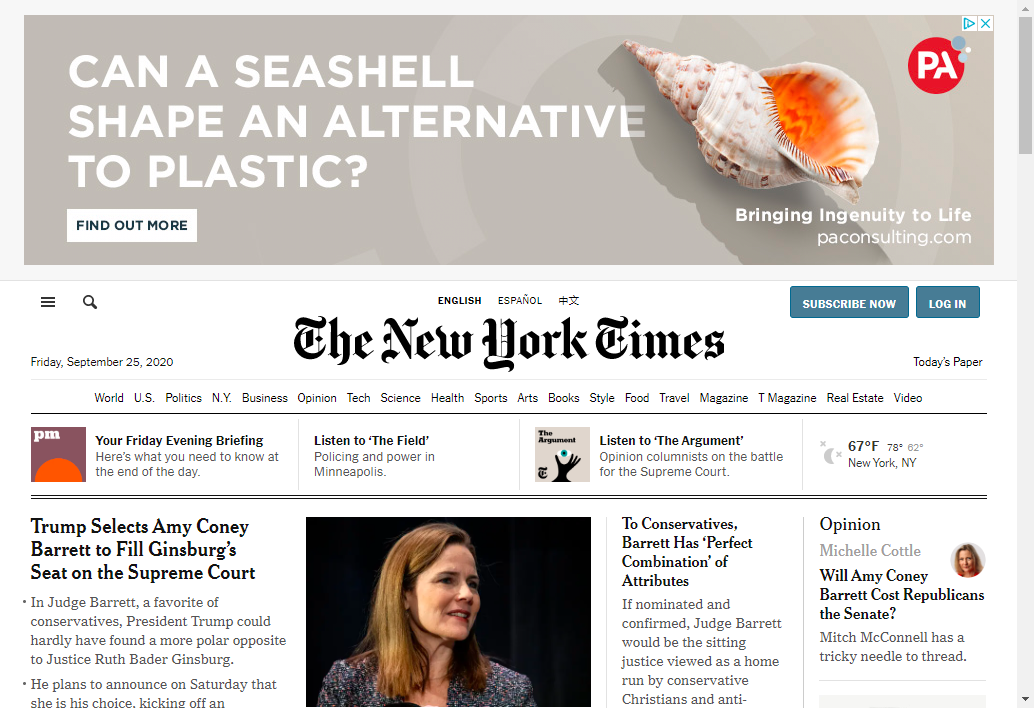 CAN A SEASHELL
SHAPE AN ALTERNATIVE
TO PLASTIC?
FIND OUT MORE
PA
Bringing Ingenuity to Life
paconsulting.com
ENGLISH ESPAÑOL 中文
SUBSCRIBE NOW LOG IN
The New York Times
Friday, September 25, 2020
Today's Paper
World U.S. Politics N.Y. Business Opinion Tech Science Health Sports Arts Books Style Food Travel Magazine T Magazine Real Estate Video
pm
Your Friday Evening Briefing
Here's what you need to know at
the end of the day.
Listen to 'The Field'
Policing and power in
Minneapolis.
The
Argument
Listen to 'The Argument'
Opinion columnists on the battle
for the Supreme Court.
67°F 78° 62°
New York, NY
Trump Selects Amy Coney
Barrett to Fill Ginsburg's
Seat on the Supreme Court
• In Judge Barrett, a favorite of
conservatives, President Trump could
hardly have found a more polar opposite
to Justice Ruth Bader Ginsburg.
• He plans to announce on Saturday that
she is his choice, kicking off an
To Conservatives,
Barrett Has 'Perfect
Combination' of
Attributes
If nominated and
confirmed, Judge Barrett
would be the sitting
justice viewed as a home
run by conservative
Christians and anti-
Opinion
Michelle Cottle
Will Amy Coney
Barrett Cost Republicans
the Senate?
Mitch McConnell has a
tricky needle to thread.